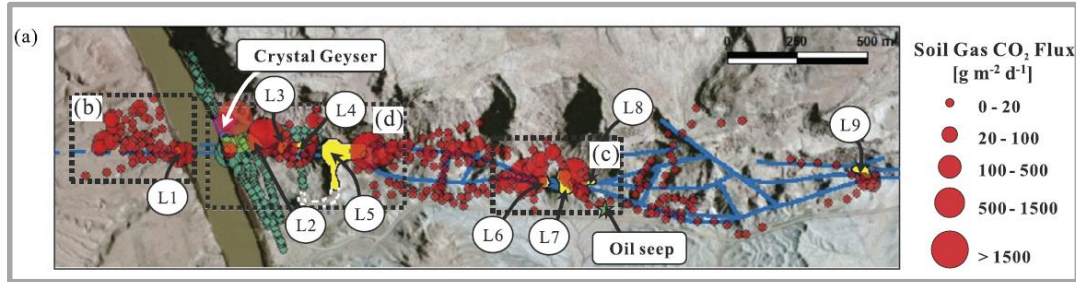 (a)
0 250 500 m
Crystal Geyser
(b)
L3
L4
(d)
L8
L9
(c)
L1
L2
L5
L6
L7
Oil seep
Soil Gas CO₂ Flux
[g m⁻² d⁻¹]
0 - 20
20 - 100
100 - 500
500 - 1500
> 1500